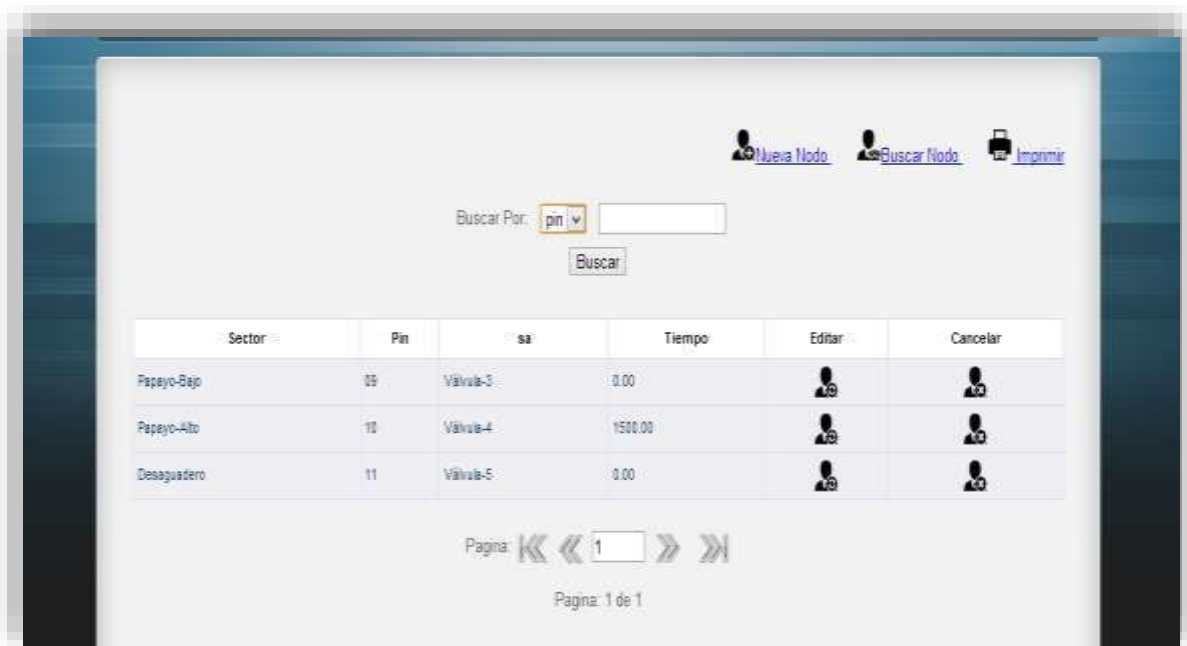 Nueva Nodo Buscar Nodo Imprimir
Buscar Por: pin
Buscar
Sector Pin sa Tiempo Editar Cancelar
Papayo-Bajo 09 Válvula-3 0.00
Papayo-Alto 10 Válvula-4 1500.00
Desaguadero 11 Válvula-5 0.00
Pagina: 1
Pagina: 1 de 1